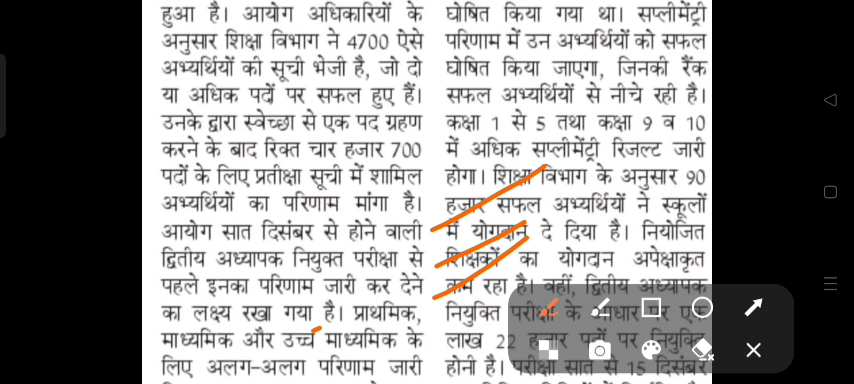 हुआ है। आयोग अधिकारियों के
अनुसार शिक्षा विभाग ने 4700 ऐसे
अभ्यर्थियों की सूची भेजी है, जो दो
या अधिक पदों पर सफल हुए हैं।
उनके द्वारा स्वेच्छा से एक पद ग्रहण
करने के बाद रिक्त चार हजार 700
पदों के लिए प्रतीक्षा सूची में शामिल
अभ्यर्थियों का परिणाम मांगा है।
आयोग सात दिसंबर से होने वाली
द्वितीय अध्यापक नियुक्त परीक्षा से
पहले इनका परिणाम जारी कर देने
का लक्ष्य रखा गया है। प्राथमिक,
माध्यमिक और उच्च माध्यमिक के
लिए अलग-अलग परिणाम जारी
घोषित किया गया था। सप्लीमेंट्री
परिणाम में उन अभ्यर्थियों को सफल
घोषित किया जाएगा, जिनकी रैंक
सफल अभ्यर्थियों से नीचे रही है।
कक्षा 1 से 5 तथा कक्षा 9 व 10
में अधिक सप्लीमेंट्री रिजल्ट जारी
होगा। शिक्षा विभाग के अनुसार 90
हजार सफल अभ्यर्थियों ने स्कूलों
में योगदान दे दिया है। नियोजित
शिक्षकों का योगदान अपेक्षाकृत
कम रहा है। वहीं, द्वितीय अध्यापक
नियुक्ति परीक्षा के आधार पर एक
लाख 22 हजार पदों पर नियुक्ति
होनी है। परीक्षा सात से 15 दिसंबर